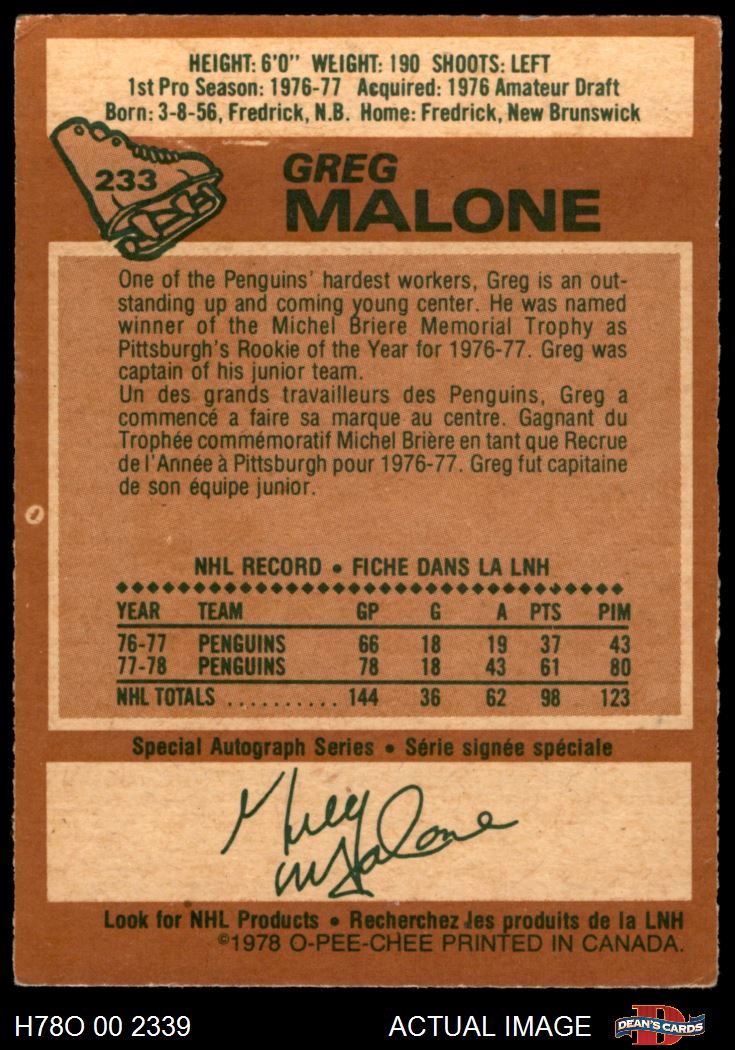 HEIGHT: 6'0" WEIGHT: 190 SHOOTS: LEFT
1st Pro Season: 1976-77 Acquired: 1976 Amateur Draft
Born: 3-8-56, Fredrick, N.B. Home: Fredrick, New Brunswick
233
GREG
MALONE
One of the Penguins' hardest workers, Greg is an out-
standing up and coming young center. He was named
winner of the Michel Briere Memorial Trophy as
Pittsburgh's Rookie of the Year for 1976-77. Greg was
captain of his junior team.
Un des grands travailleurs des Penguins, Greg a
commencé a faire sa marque au centre. Gagnant du
Trophée commémoratif Michel Brière en tant que Recrue
de l'Année à Pittsburgh pour 1976-77. Greg fut capitaine
de son équipe junior.
NHL RECORD • FICHE DANS LA LNH
YEAR TEAM GP G A PTS PIM
76-77 PENGUINS 66 18 19 37 43
77-78 PENGUINS 78 18 43 61 80
NHL TOTALS .......... 144 36 62 98 123
Special Autograph Series • Série signée spéciale
Greg
Malone
Look for NHL Products • Recherchez les produits de la LNH
©1978 O-PEE-CHEE PRINTED IN CANADA.
H78O 00 2339 ACTUAL IMAGE D DEAN'S CARDS